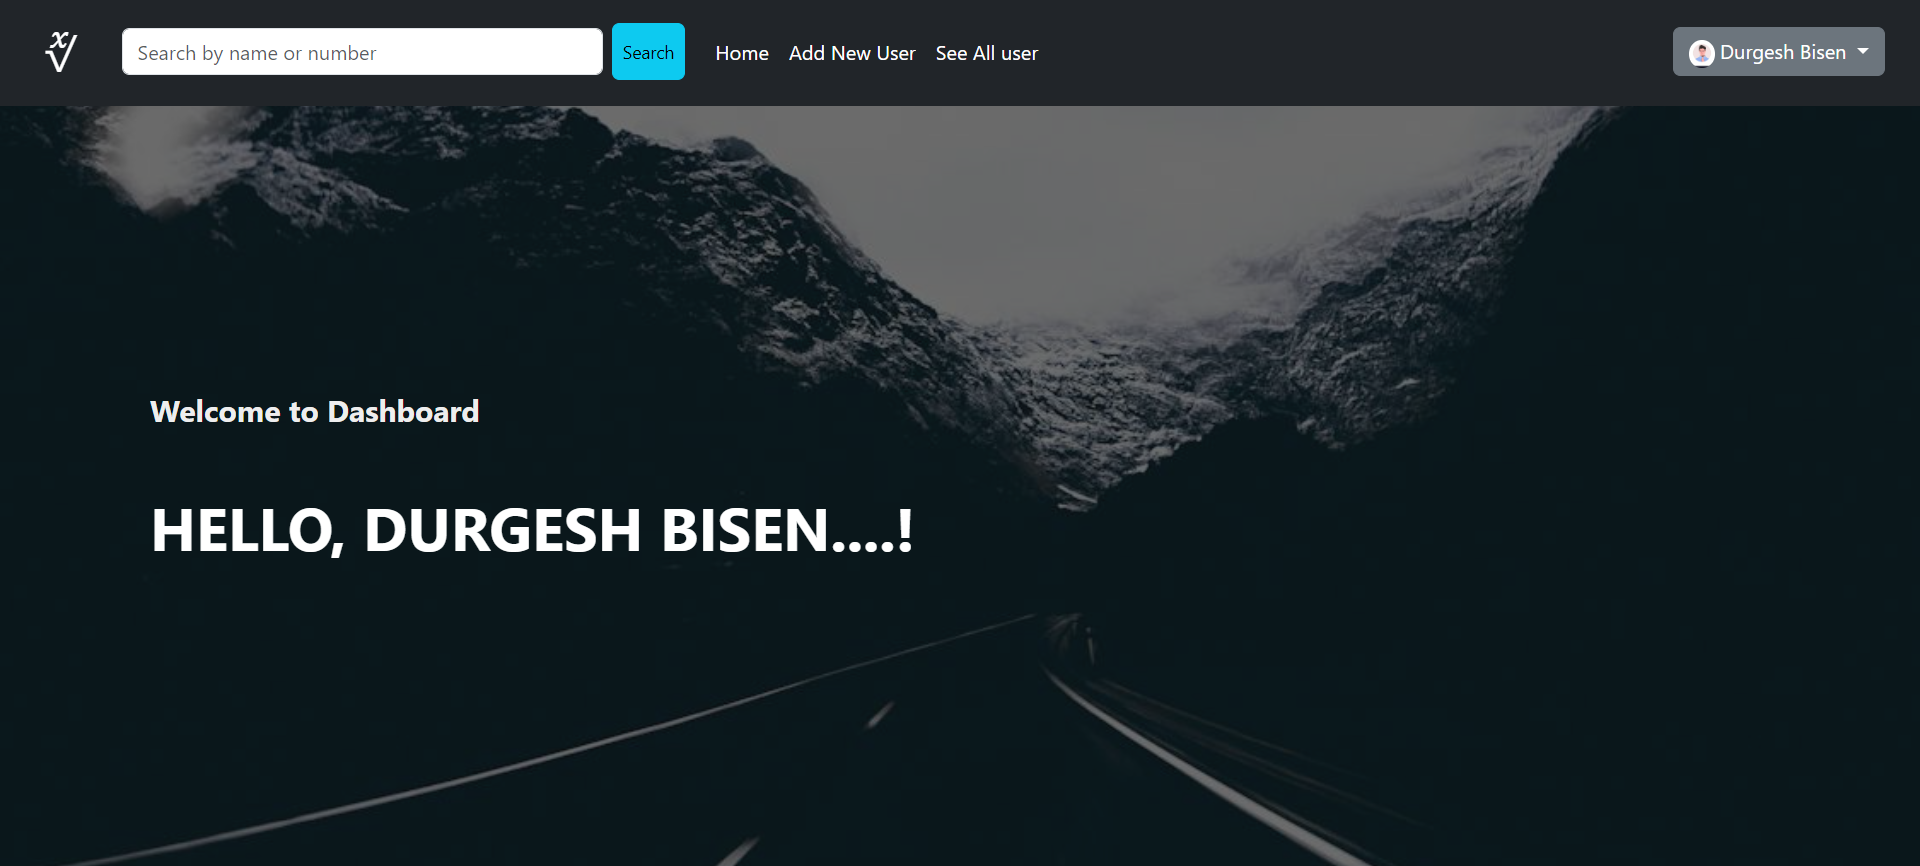 Search by name or number
Search
Home
Add New User
See All user
Durgesh Bisen
Welcome to Dashboard
HELLO, DURGESH BISEN....!